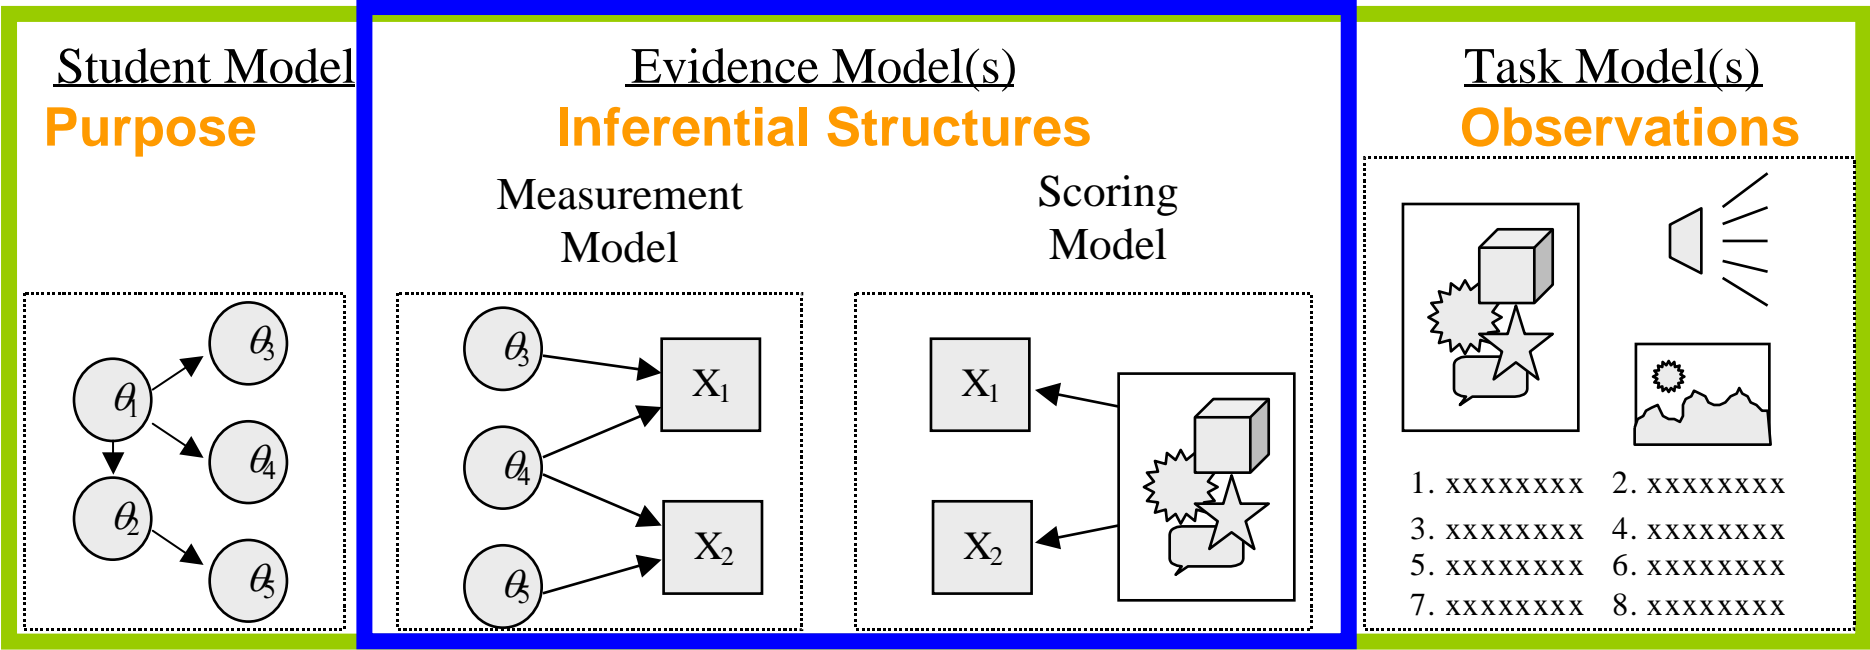 Student Model
Purpose
θ₁
θ₂
θ₃
θ₄
θ₅
Evidence Model(s)
Inferential Structures
Measurement
Model
θ₃
θ₄
θ₅
X₁
X₂
Scoring
Model
X₁
X₂
Task Model(s)
Observations
1. xxxxxxxx 2. xxxxxxxx
3. xxxxxxxx 4. xxxxxxxx
5. xxxxxxxx 6. xxxxxxxx
7. xxxxxxxx 8. xxxxxxxx